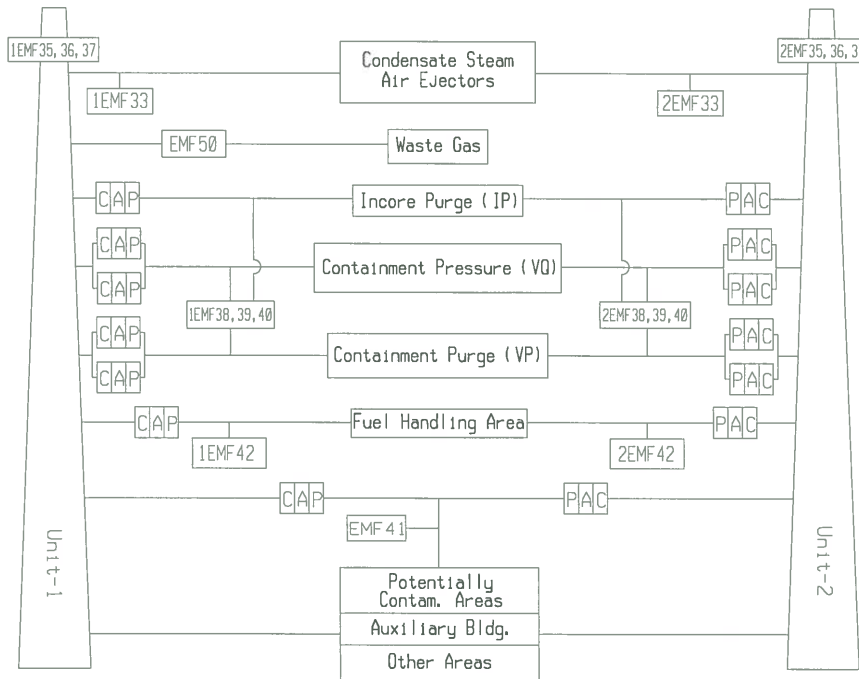 1EMF35,36,37
2EMF35,36,3
Condensate Steam
Air Ejectors
1EMF33
2EMF33
EMF50
Waste Gas
CAP
Incore Purge (IP)
PAC
CAP
PAC
Containment Pressure (VQ)
CAP
PAC
1EMF38,39,40
2EMF38,39,40
CAP
PAC
Containment Purge (VP)
CAP
PAC
CAP
Fuel Handling Area
PAC
1EMF42
2EMF42
CAP
PAC
EMF41
Unit-1
Unit-2
Potentially
Contam. Areas
Auxiliary Bldg.
Other Areas